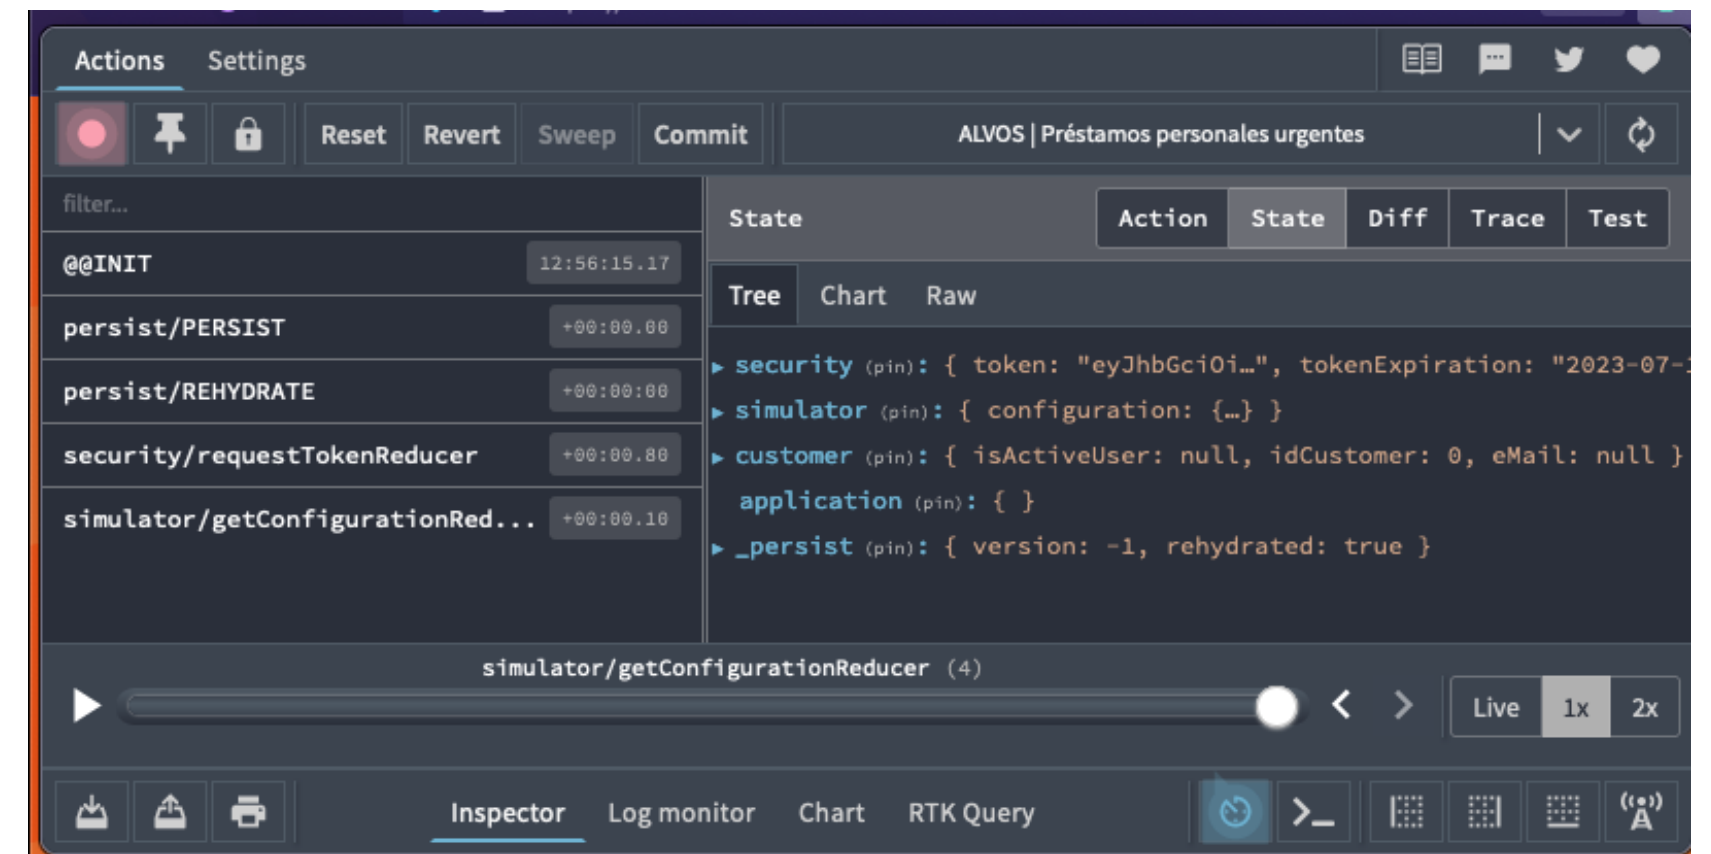 Actions Settings
Reset Revert Sweep Commit ALVOS | Préstamos personales urgentes
filter...
@@INIT 12:56:15.17
persist/PERSIST +00:00.00
persist/REHYDRATE +00:00:00
security/requestTokenReducer +00:00.80
simulator/getConfigurationRed... +00:00.10
State Action State Diff Trace Test
Tree Chart Raw
▶ security (pin): { token: "eyJhbGciOi…", tokenExpiration: "2023-07-
▶ simulator (pin): { configuration: {…} }
▶ customer (pin): { isActiveUser: null, idCustomer: 0, eMail: null }
application (pin): { }
▶ _persist (pin): { version: -1, rehydrated: true }
simulator/getConfigurationReducer (4)
Live 1x 2x
Inspector Log monitor Chart RTK Query